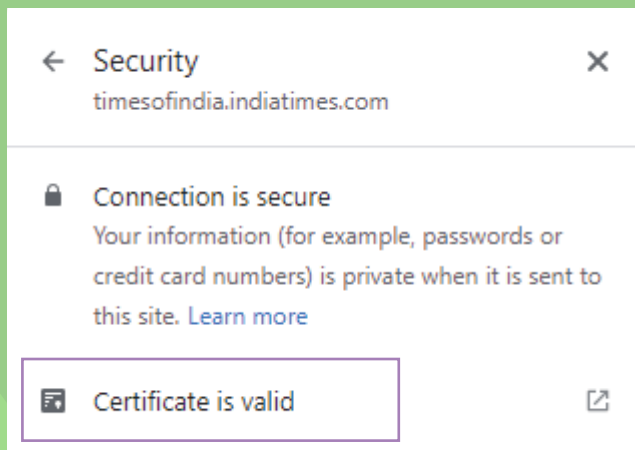 Security
timesofindia.indiatimes.com
Connection is secure
Your information (for example, passwords or
credit card numbers) is private when it is sent to
this site. Learn more
Certificate is valid